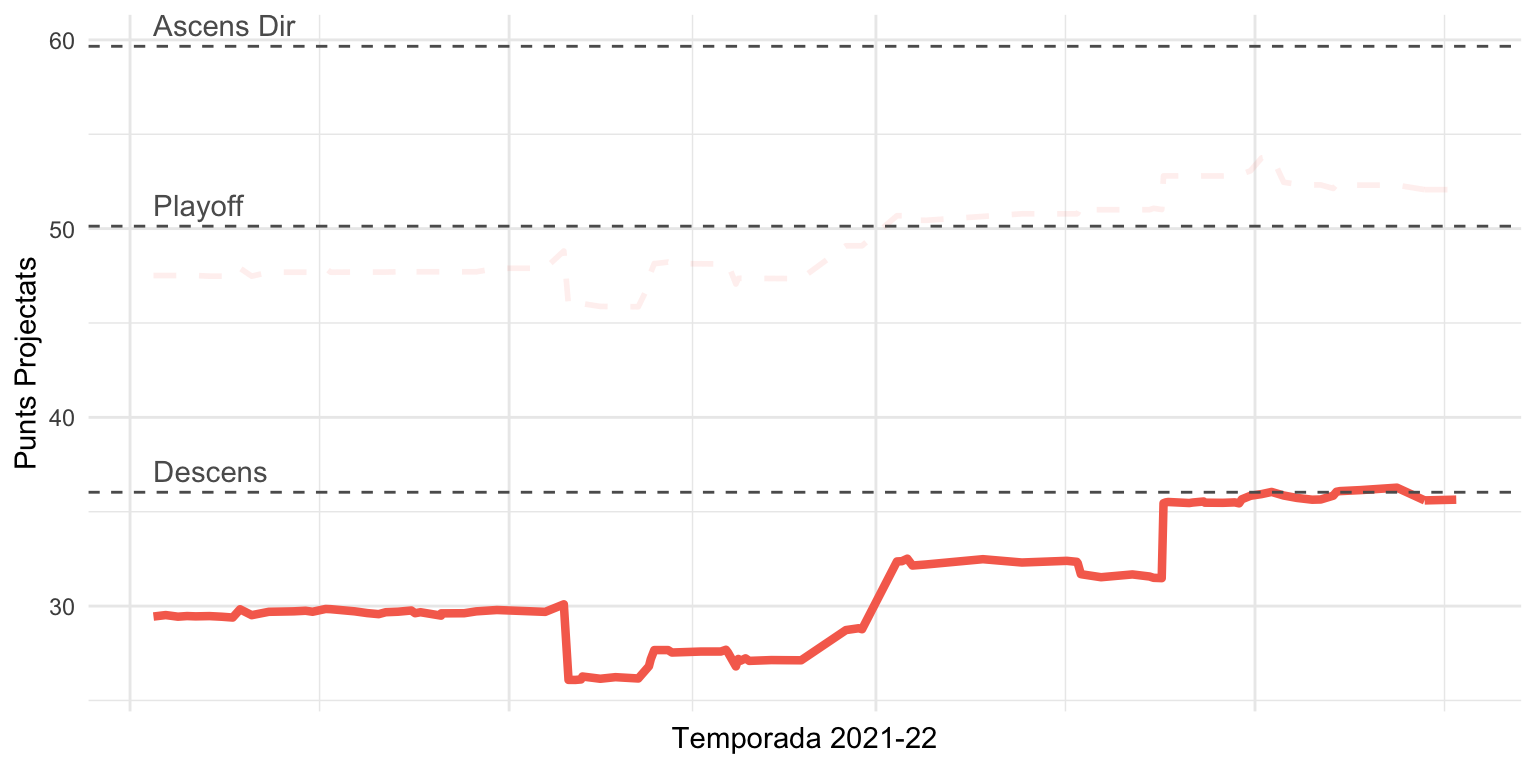 Ascens Dir
60
Playoff
50
Punts Projectats
40
Descens
30
Temporada 2021-22